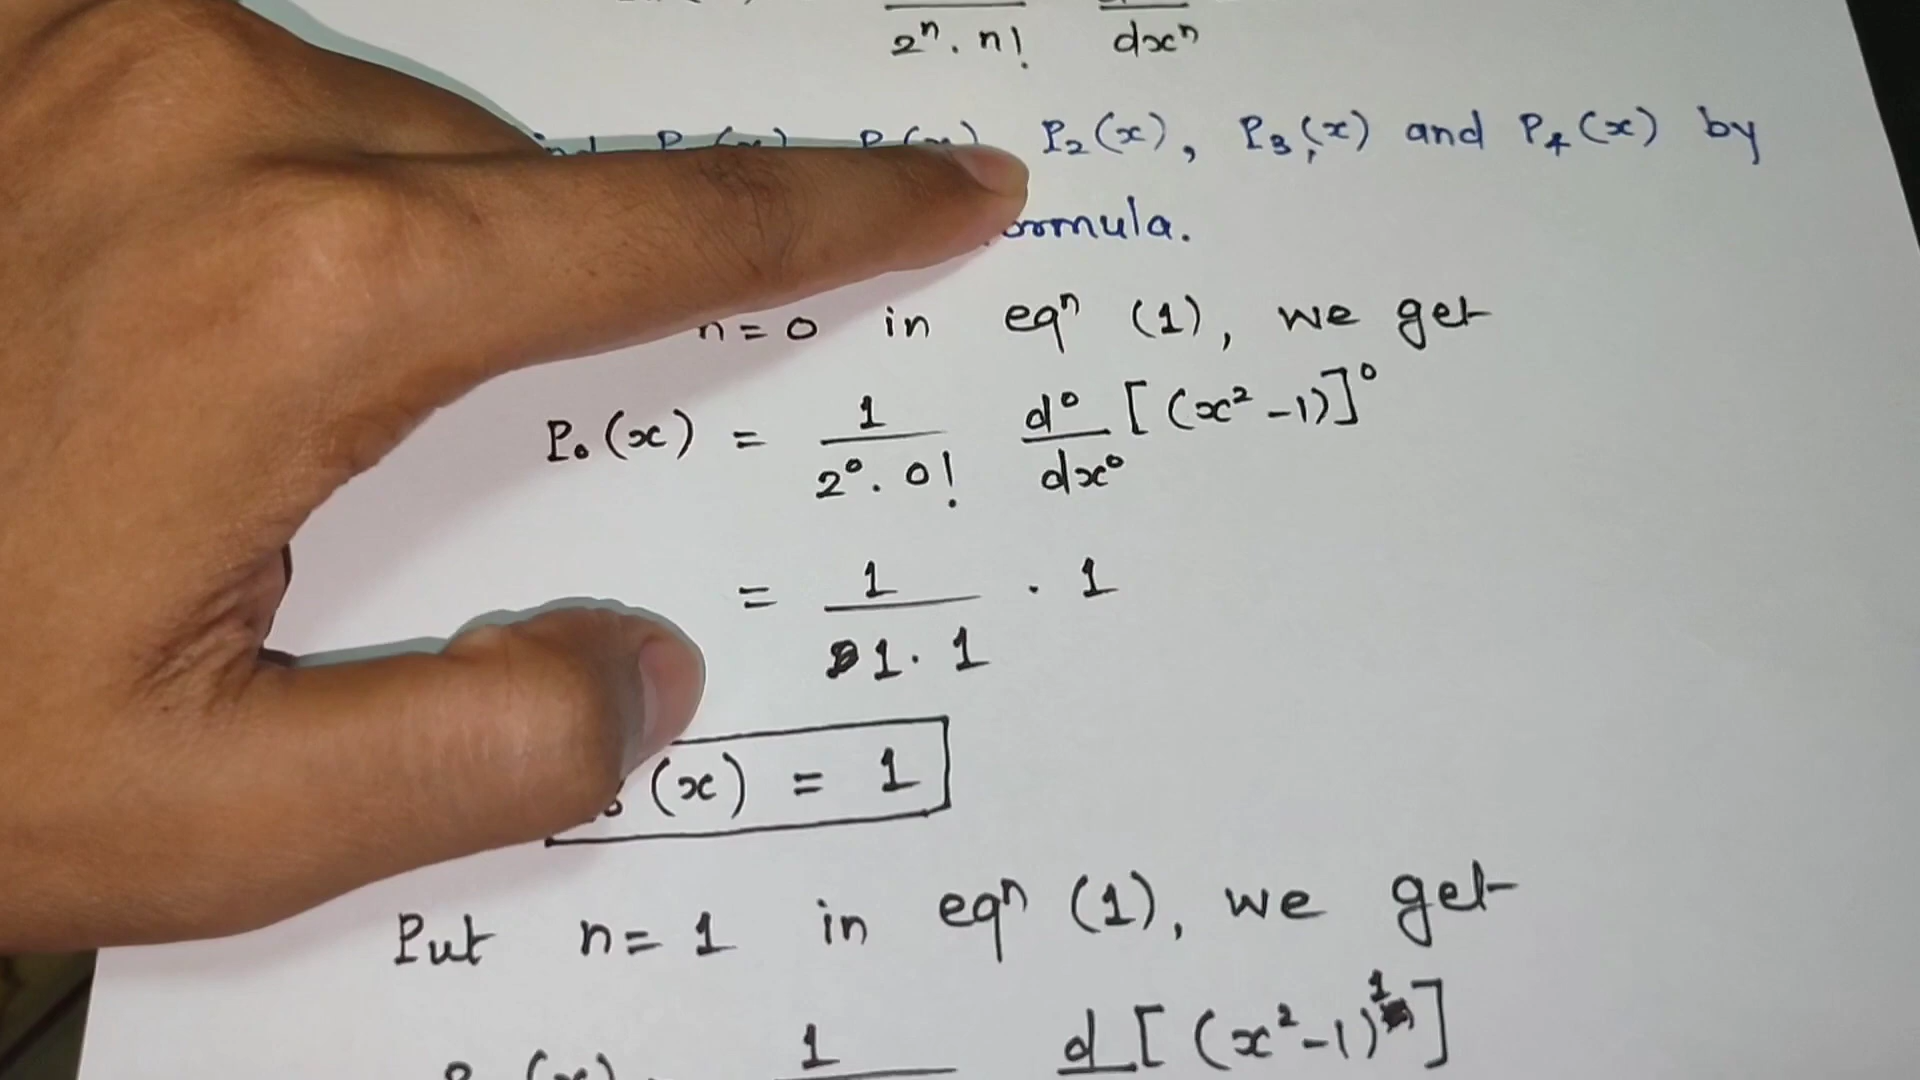 2ⁿ . n! dxⁿ
P₂(x), P₃(x) and P₄(x) by
n = 0 in eqⁿ (1), we get
P₀(x) = 1 / 2⁰ . 0! d⁰/dx⁰ [(x² - 1)]⁰
= 1 / 1 . 1 . 1
(x) = 1
Put n = 1 in eqⁿ (1), we get
1 d [(x² - 1)¹]